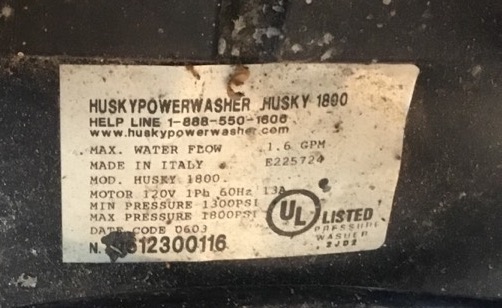 HUSKYPOWERWASHER HUSKY 1800
HELP LINE 1-888-550-1606
www.huskypowerwasher.com
MAX. WATER FLOW 1.6 GPM
MADE IN ITALY E225724
MOD. HUSKY 1800.
MOTOR 120V 1Ph 60Hz 13A
MIN PRESSURE 1300PSI
MAX PRESSURE 1800PSI
DATE CODE 0603
N. 612300116
UL LISTED
PRESSURE
WASHER
2J02